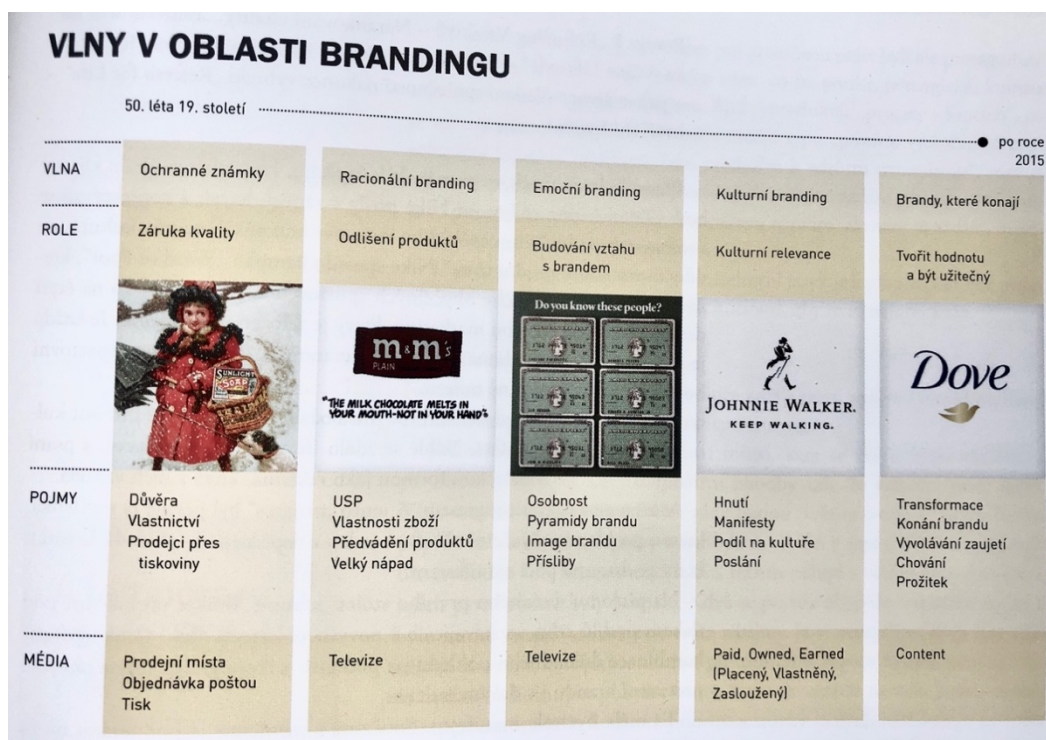 VLNY V OBLASTI BRANDINGU
50. léta 19. století
po roce
2015
VLNA
Ochranné známky
Racionální branding
Emoční branding
Kulturní branding
Brandy, které konají
ROLE
Záruka kvality
Odlišení produktů
Budování vztahu
s brandem
Kulturní relevance
Tvořit hodnotu
a být užitečný
SUNLIGHT
SOAP
m&m's
PLAIN
"THE MILK CHOCOLATE MELTS IN
YOUR MOUTH-NOT IN YOUR HAND"
Do you know these people?
JOHNNIE WALKER.
KEEP WALKING.
Dove
POJMY
Důvěra
Vlastnictví
Prodejci přes
tiskoviny
USP
Vlastnosti zboží
Předvádění produktů
Velký nápad
Osobnost
Pyramidy brandu
Image brandu
Přísliby
Hnutí
Manifesty
Podíl na kultuře
Poslání
Transformace
Konání brandu
Vyvolávání zaujetí
Chování
Prožitek
MÉDIA
Prodejní místa
Objednávka poštou
Tisk
Televize
Televize
Paid, Owned, Earned
(Placený, Vlastněný,
Zasloužený)
Content